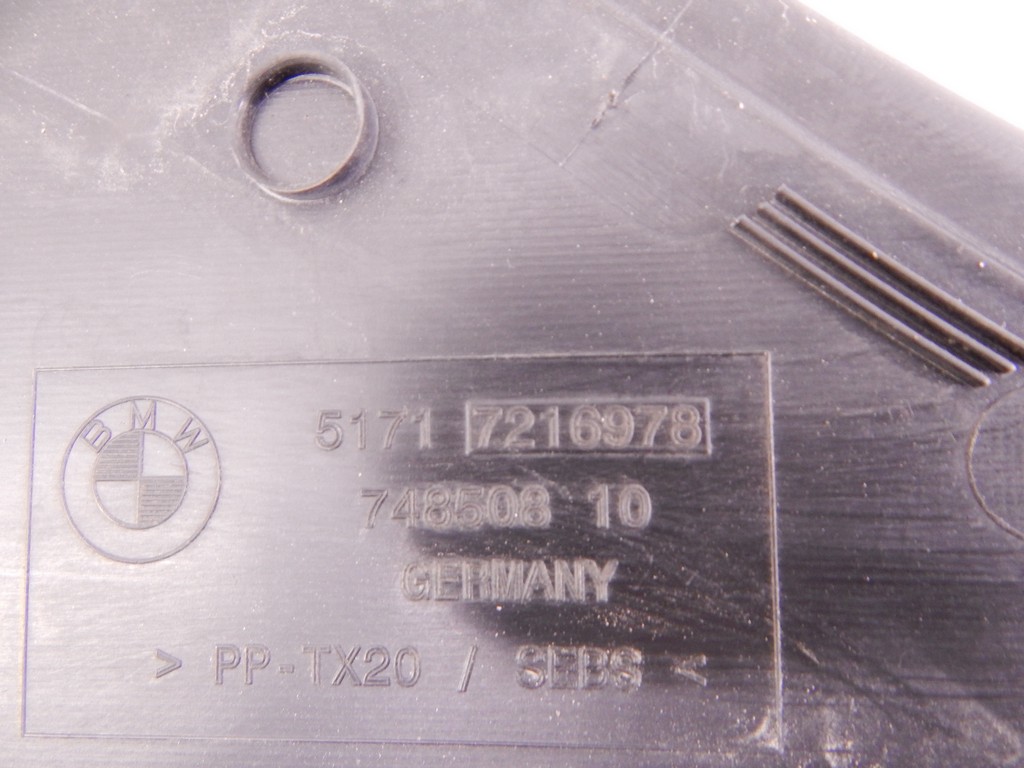 BMW
5171 7216978
748508 10
GERMANY
> PP-TX20 / SEBS <